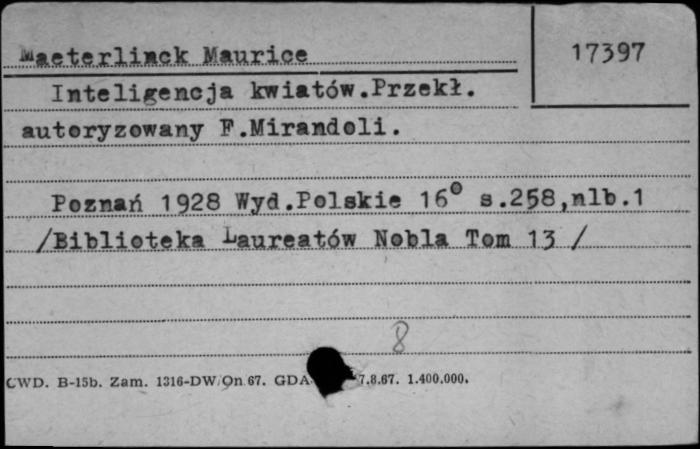 Maeterlinck Maurice
17397
Inteligencja kwiatów.Przekł.
autoryzowany F.Mirandoli.
Poznań 1928 Wyd.Polskie 16° s.258,nlb.1
/Biblioteka Laureatów Nobla Tom 13 /
8
CWD. B-15b. Zam. 1316-DW/On 67. GDA 7.8.67. 1.400.000.